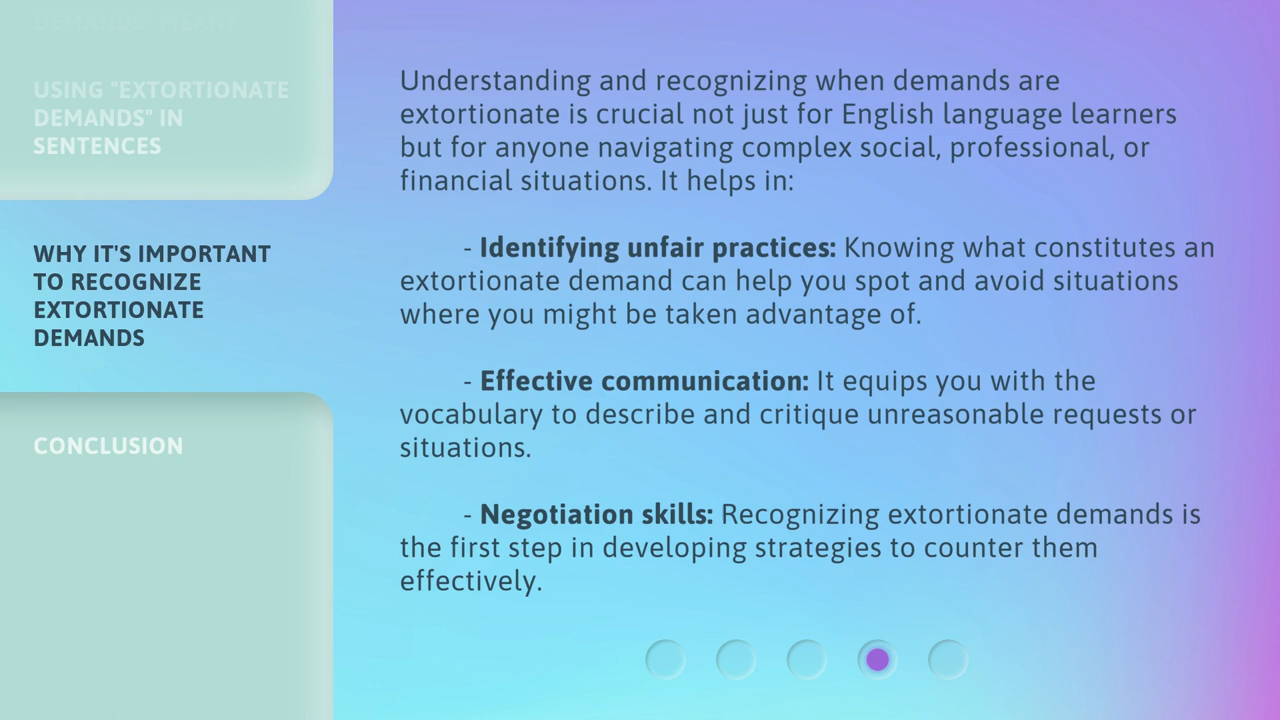 USING "EXTORTIONATE
DEMANDS" IN
SENTENCES
WHY IT'S IMPORTANT
TO RECOGNIZE
EXTORTIONATE
DEMANDS
CONCLUSION
Understanding and recognizing when demands are
extortionate is crucial not just for English language learners
but for anyone navigating complex social, professional, or
financial situations. It helps in:
- Identifying unfair practices: Knowing what constitutes an
extortionate demand can help you spot and avoid situations
where you might be taken advantage of.
- Effective communication: It equips you with the
vocabulary to describe and critique unreasonable requests or
situations.
- Negotiation skills: Recognizing extortionate demands is
the first step in developing strategies to counter them
effectively.